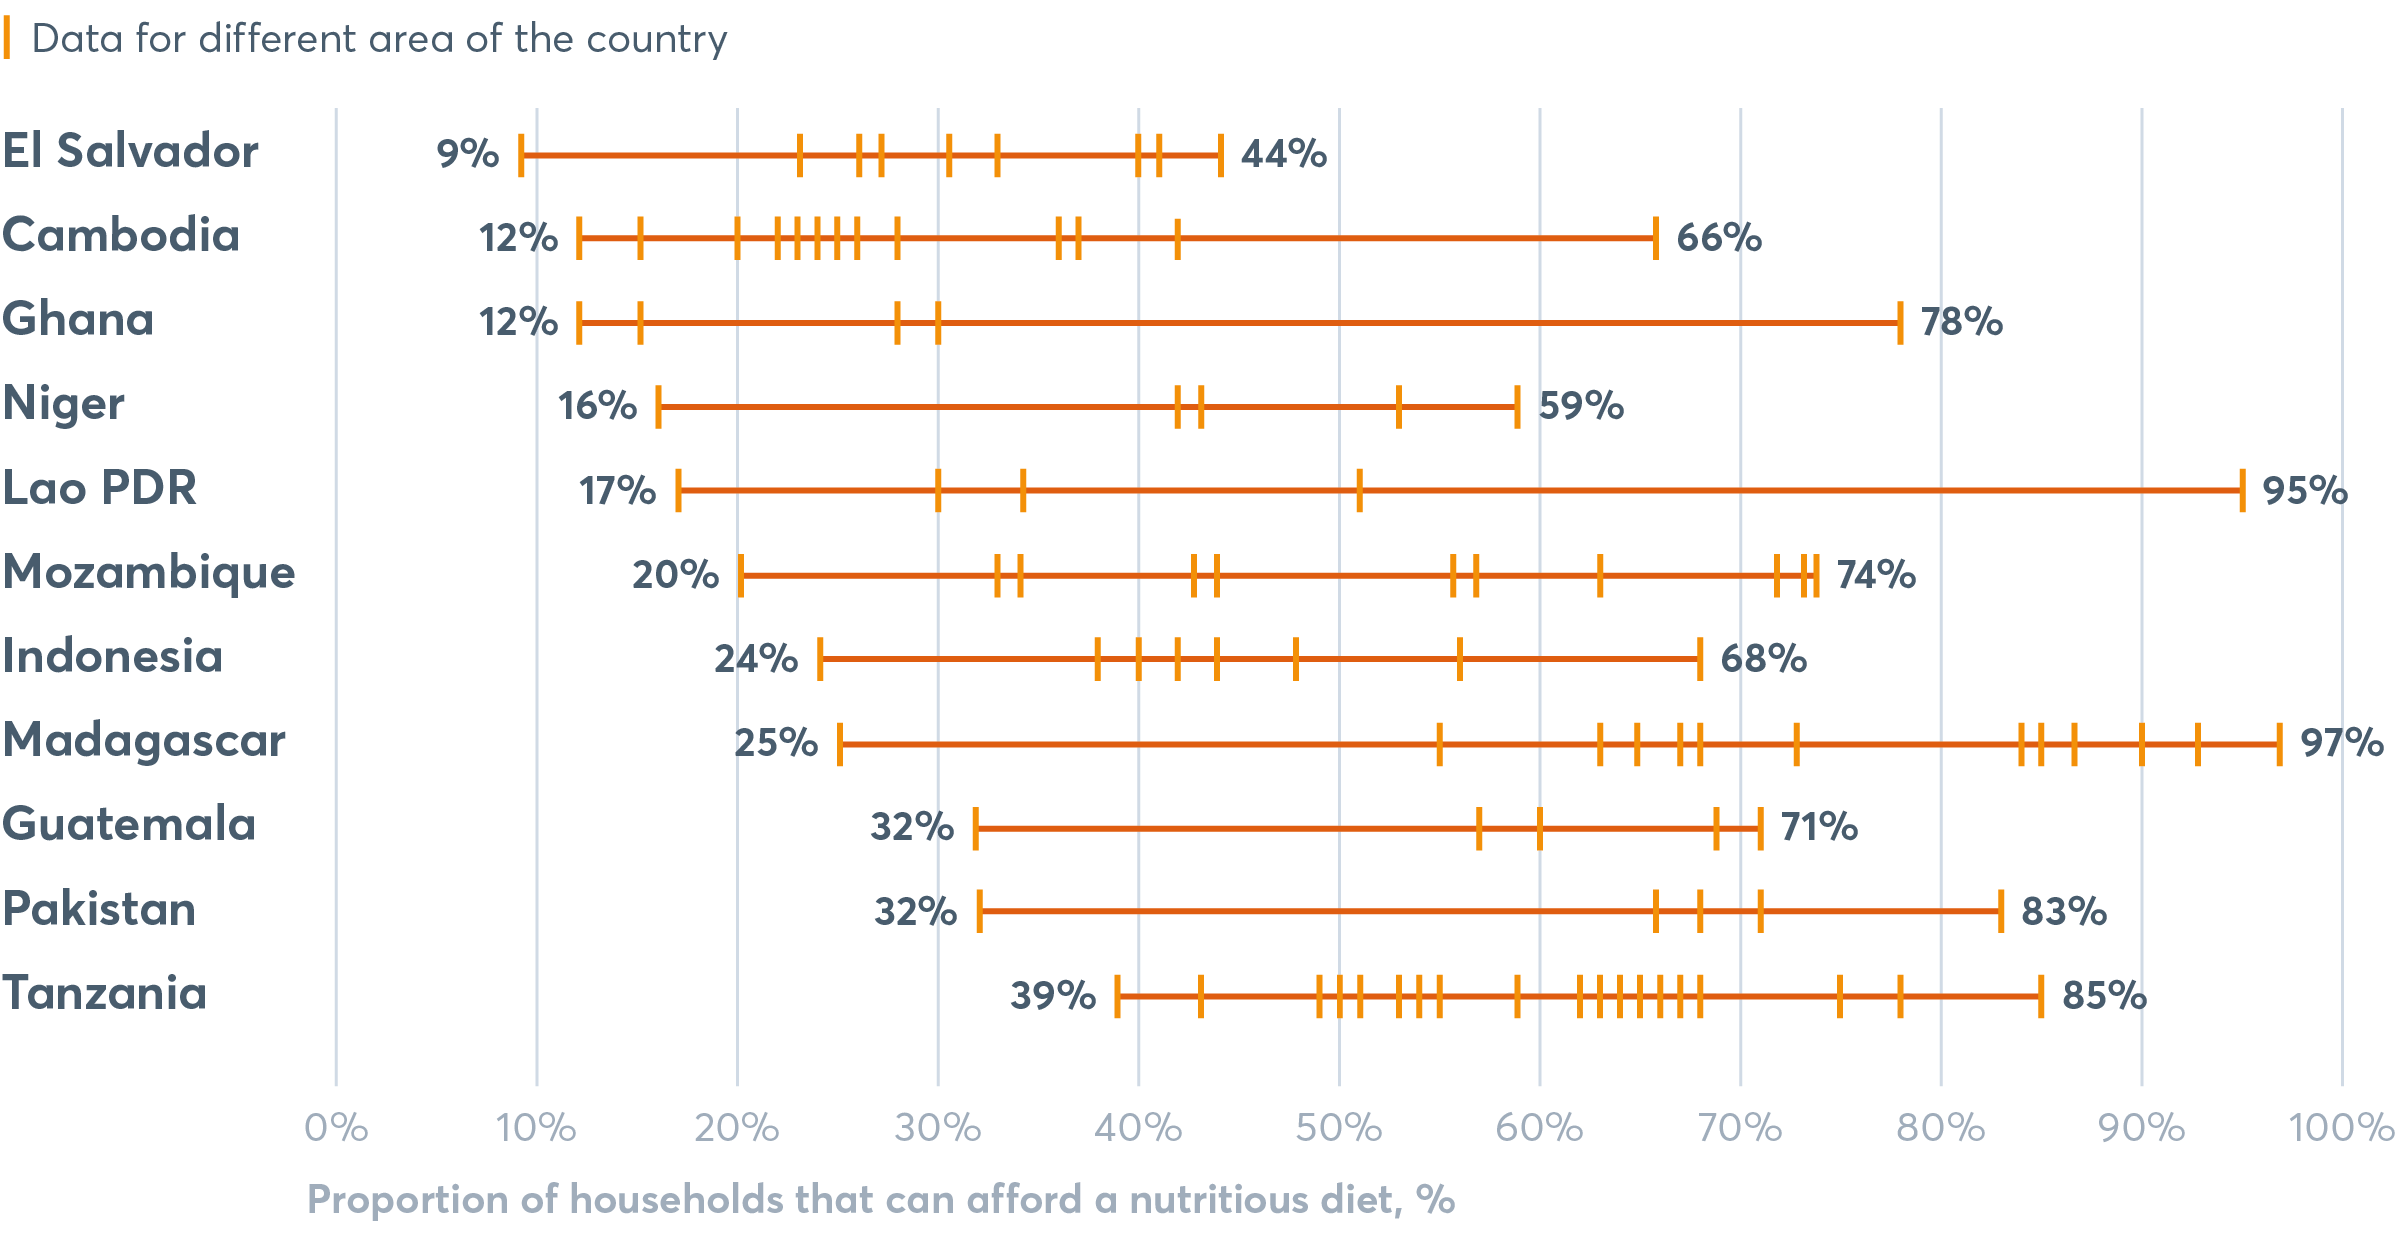 Data for different area of the country
El Salvador 9% 44%
Cambodia 12% 66%
Ghana 12% 78%
Niger 16% 59%
Lao PDR 17% 95%
Mozambique 20% 74%
Indonesia 24% 68%
Madagascar 25% 97%
Guatemala 32% 71%
Pakistan 32% 83%
Tanzania 39% 85%
0% 10% 20% 30% 40% 50% 60% 70% 80% 90% 100%
Proportion of households that can afford a nutritious diet, %